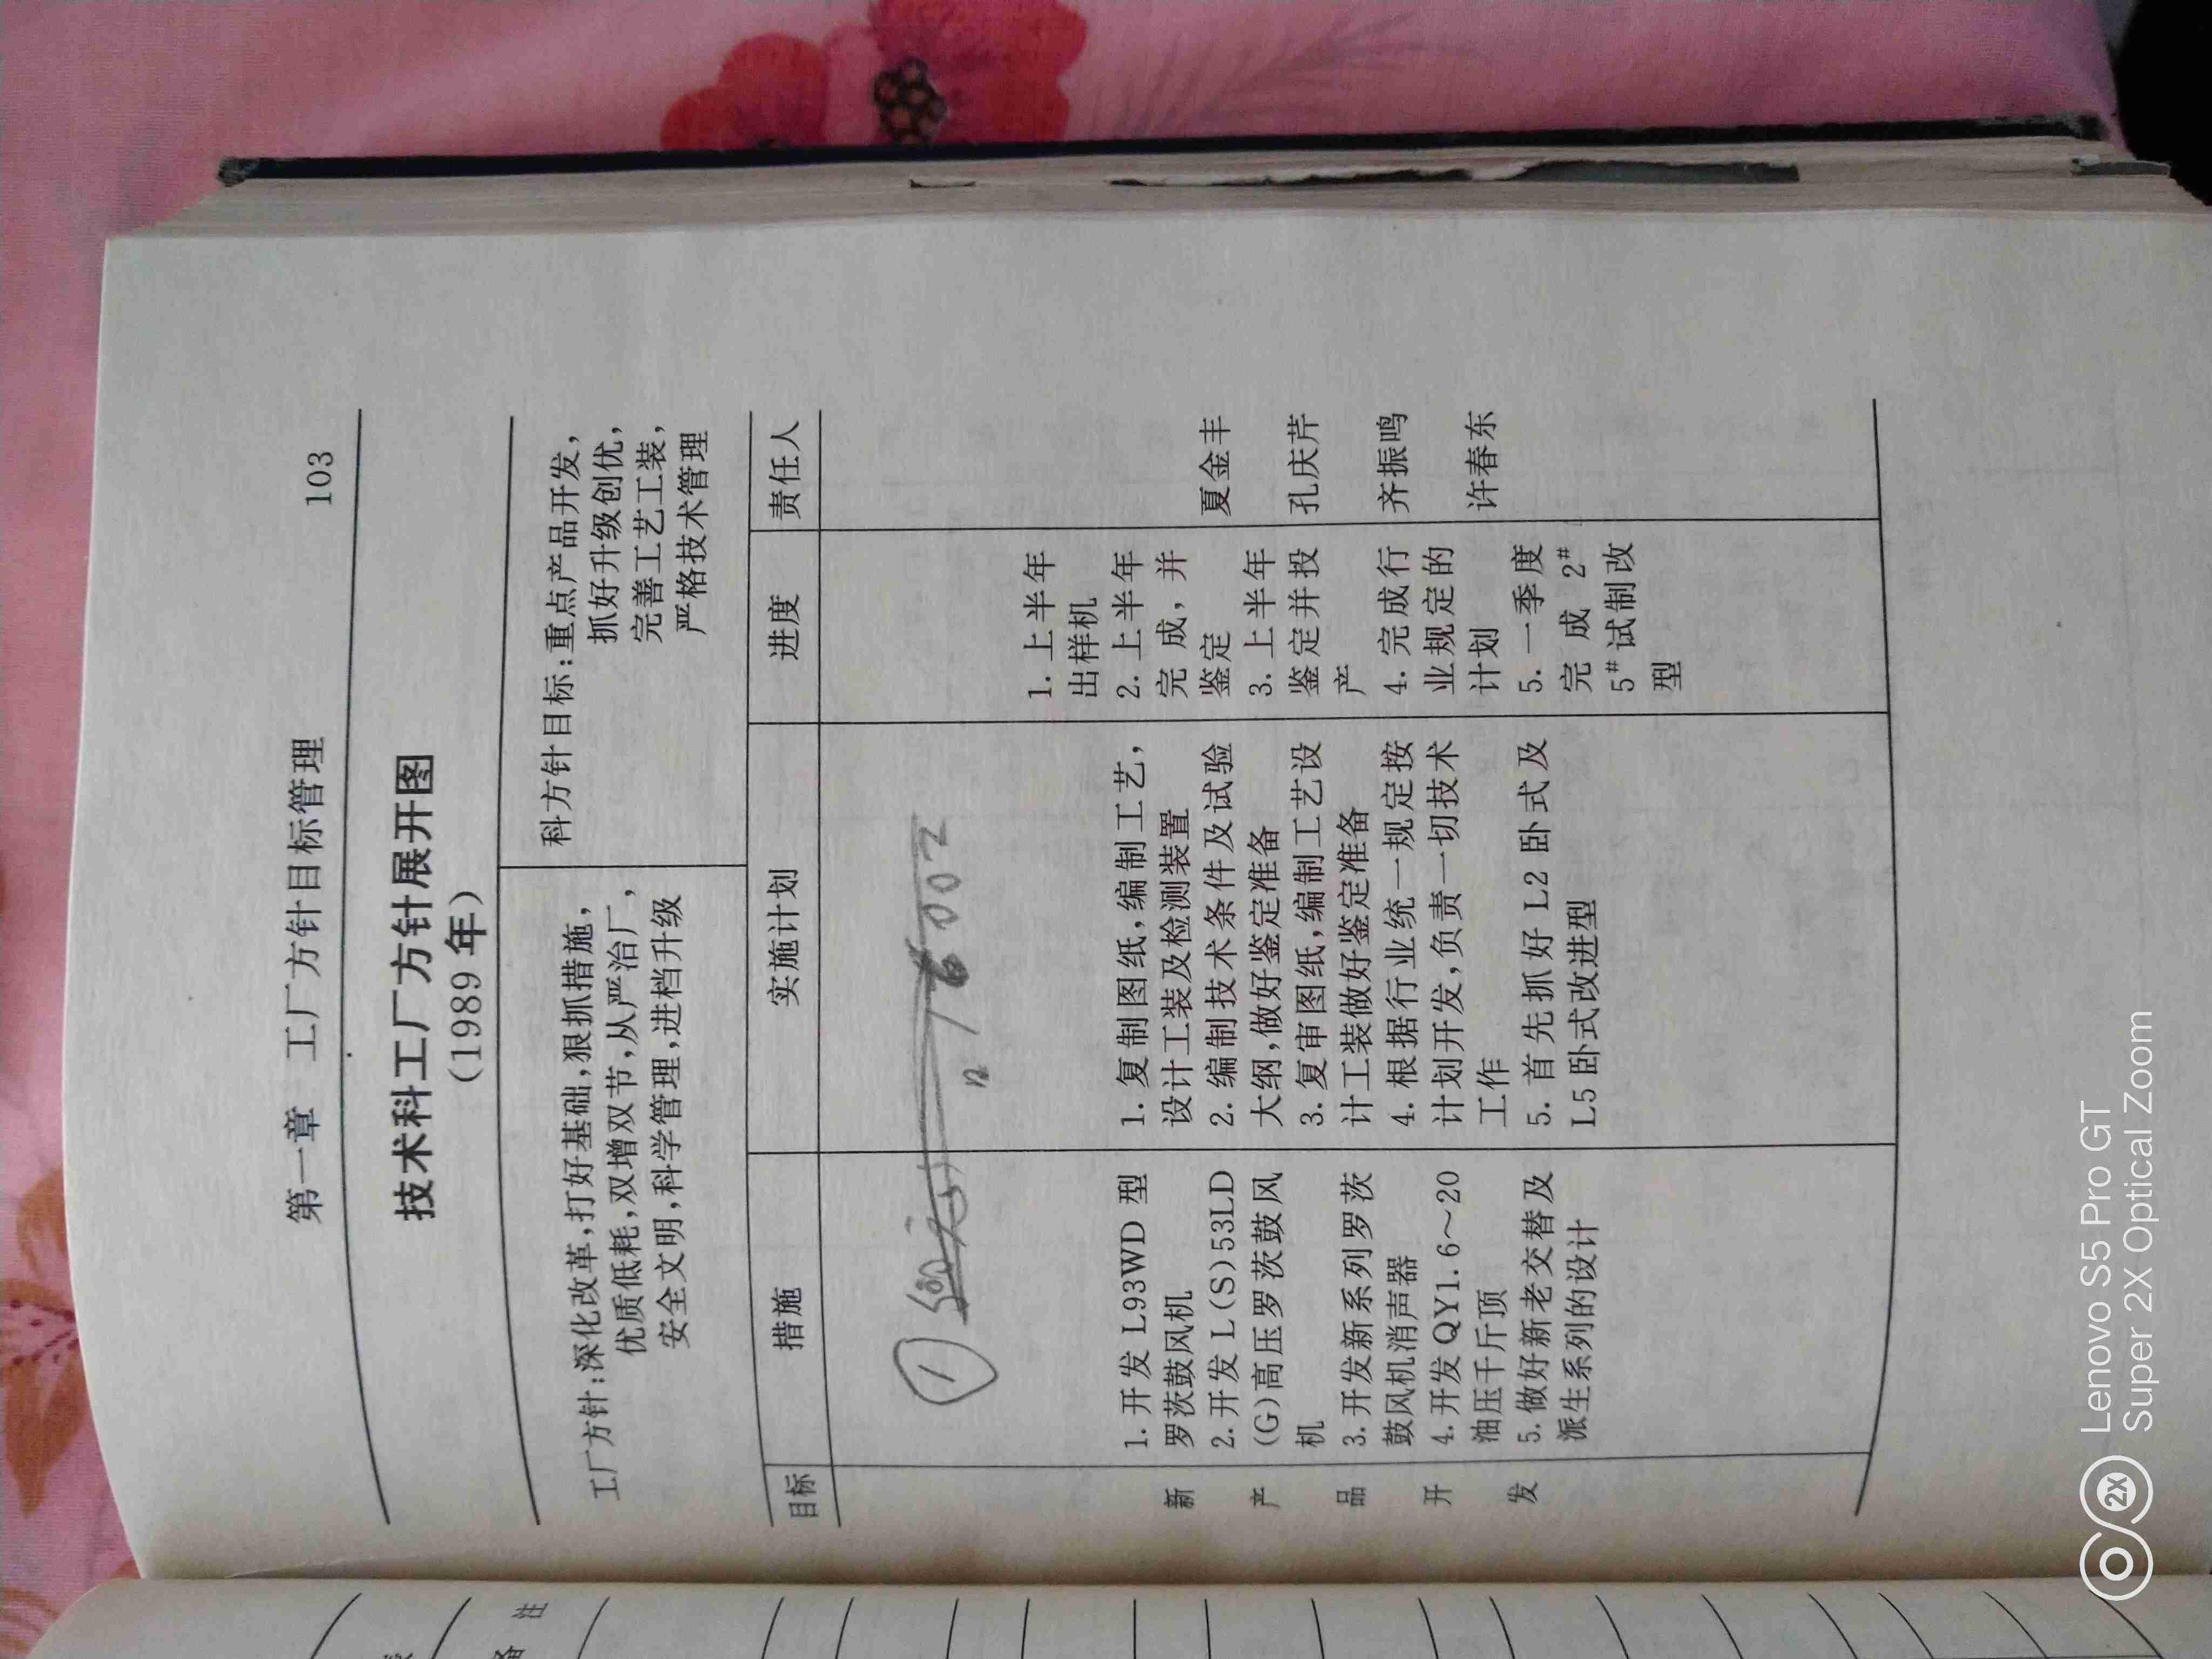 第一章 工厂方针目标管理 103
技术科工厂方针展开图
(1989 年)
工厂方针:深化改革,打好基础,狠抓措施,
优质低耗,双增双节,从严治厂,
安全文明,科学管理,进档升级
科方针目标:重点产品开发,
抓好升级创优,
完善工艺工装,
严格技术管理
目标 措施 实施计划 进度 责任人
① 16002
新产品开发
1. 开发 L93WD 型
罗茨鼓风机
2. 开发 L(S)53LD
(G)高压罗茨鼓风
机
3. 开发新系列罗茨
鼓风机消声器
4. 开发 QY1. 6～20
油压千斤顶
5. 做好新老交替及
派生系列的设计
1. 复制图纸,编制工艺,
设计工装及检测装置
2. 编制技术条件及试验
大纲,做好鉴定准备
3. 复审图纸,编制工艺设
计工装做好鉴定准备
4. 根据行业统一规定按
计划开发,负责一切技术
工作
5. 首先抓好 L2 卧式及
L5 卧式改进型
1. 上半年
出样机
2. 上半年
完成,并
鉴定
3. 上半年
鉴定并投
产
4. 完成行
业规定的
计划
5. 一季度
完成 2#
5# 试制改
型
夏金丰
孔庆芹
齐振鸣
许春东
备注
2X
Lenovo S5 Pro GT
Super 2X Optical Zoom